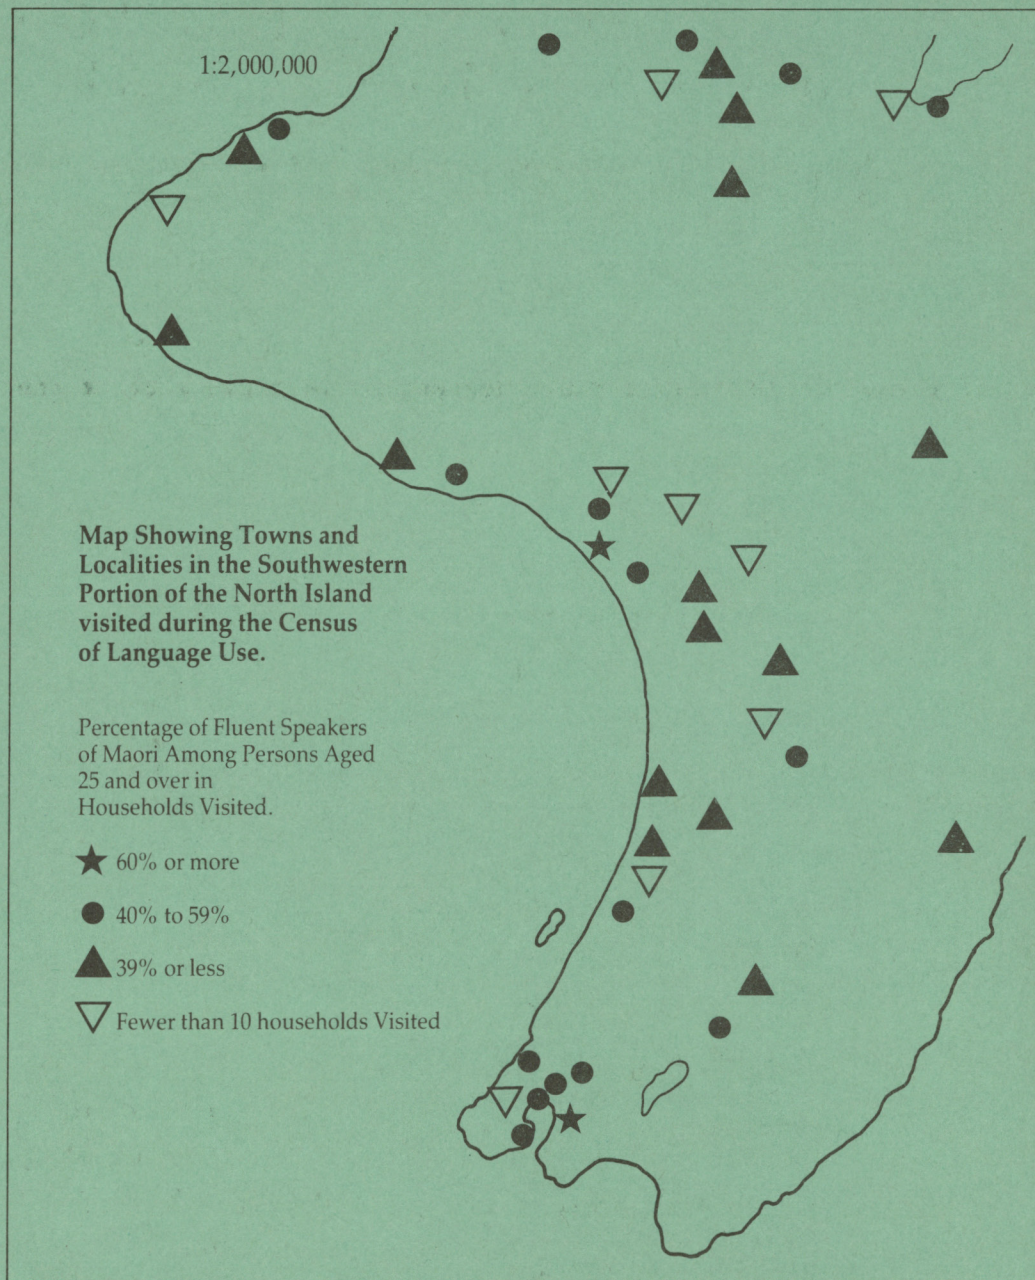 1:2,000,000
Map Showing Towns and
Localities in the Southwestern
Portion of the North Island
visited during the Census
of Language Use.
Percentage of Fluent Speakers
of Maori Among Persons Aged
25 and over in
Households Visited.
60% or more
40% to 59%
39% or less
Fewer than 10 households Visited